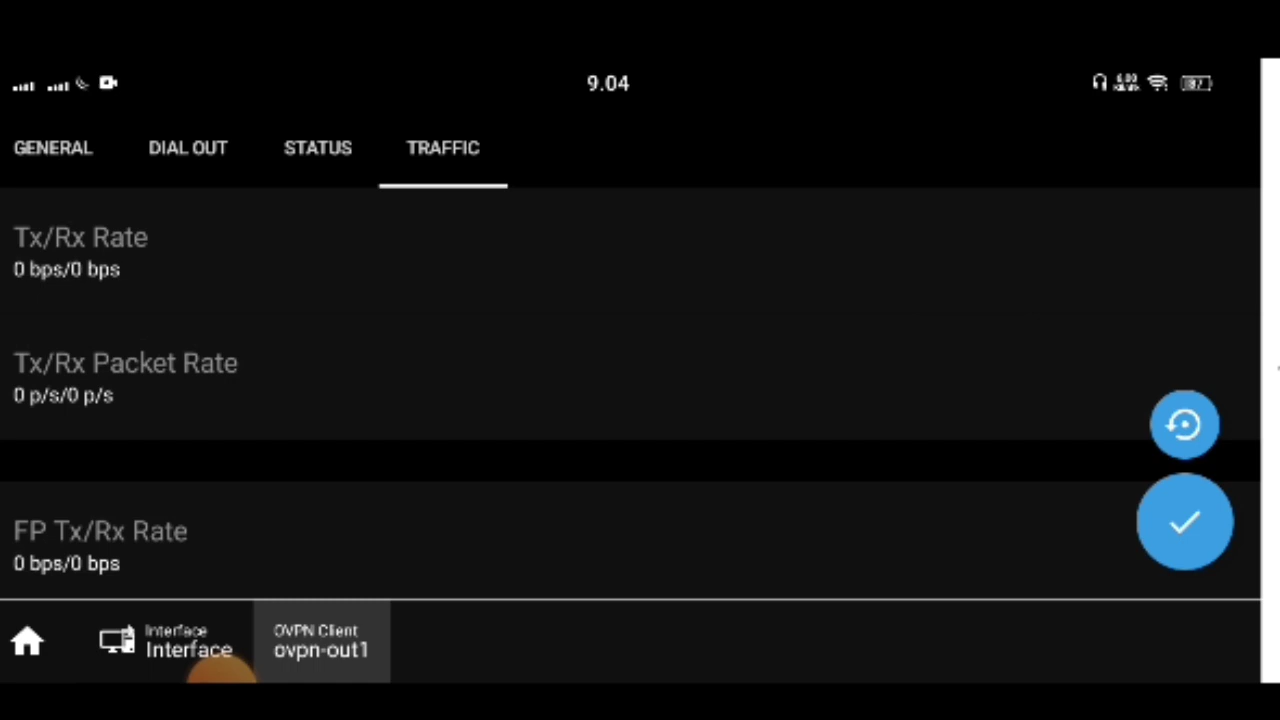 9.04
GENERAL DIAL OUT STATUS TRAFFIC
Tx/Rx Rate
0 bps/0 bps
Tx/Rx Packet Rate
0 p/s/0 p/s
FP Tx/Rx Rate
0 bps/0 bps
Interface
Interface
OVPN Client
ovpn-out1